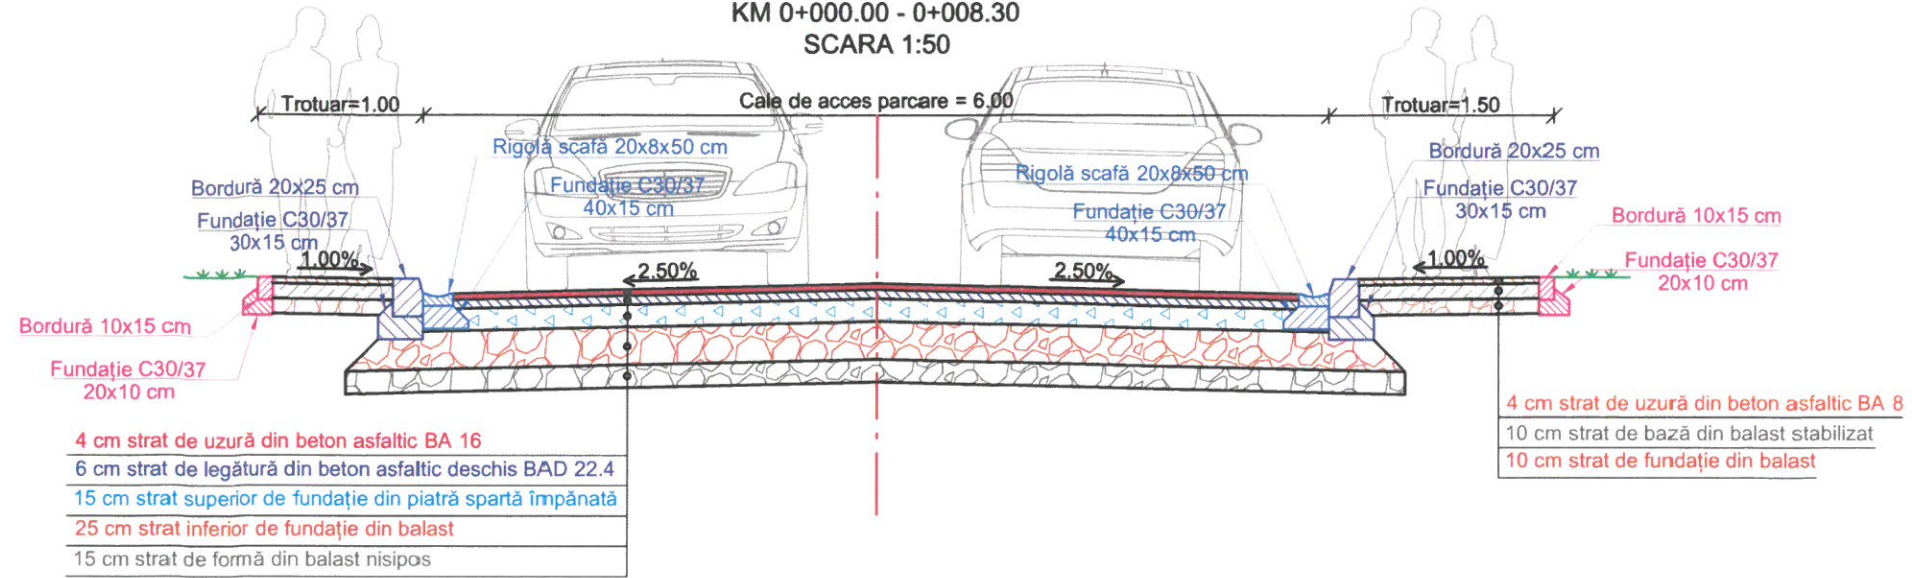 KM 0+000.00 - 0+008.30
SCARA 1:50
Trotuar=1.00
Cale de acces parcare = 6.00
Trotuar=1.50
Rigolă scafă 20x8x50 cm
Bordură 20x25 cm
Fundație C30/37
40x15 cm
Bordură 20x25 cm
Fundație C30/37
30x15 cm
Rigolă scafă 20x8x50 cm
Fundație C30/37
40x15 cm
Fundație C30/37
30x15 cm
Bordură 10x15 cm
Fundație C30/37
20x10 cm
1.00%
2.50%
2.50%
1.00%
Bordură 10x15 cm
Fundație C30/37
20x10 cm
4 cm strat de uzură din beton asfaltic BA 16
6 cm strat de legătură din beton asfaltic deschis BAD 22.4
15 cm strat superior de fundație din piatră spartă împănată
25 cm strat inferior de fundație din balast
15 cm strat de formă din balast nisipos
4 cm strat de uzură din beton asfaltic BA 8
10 cm strat de bază din balast stabilizat
10 cm strat de fundație din balast